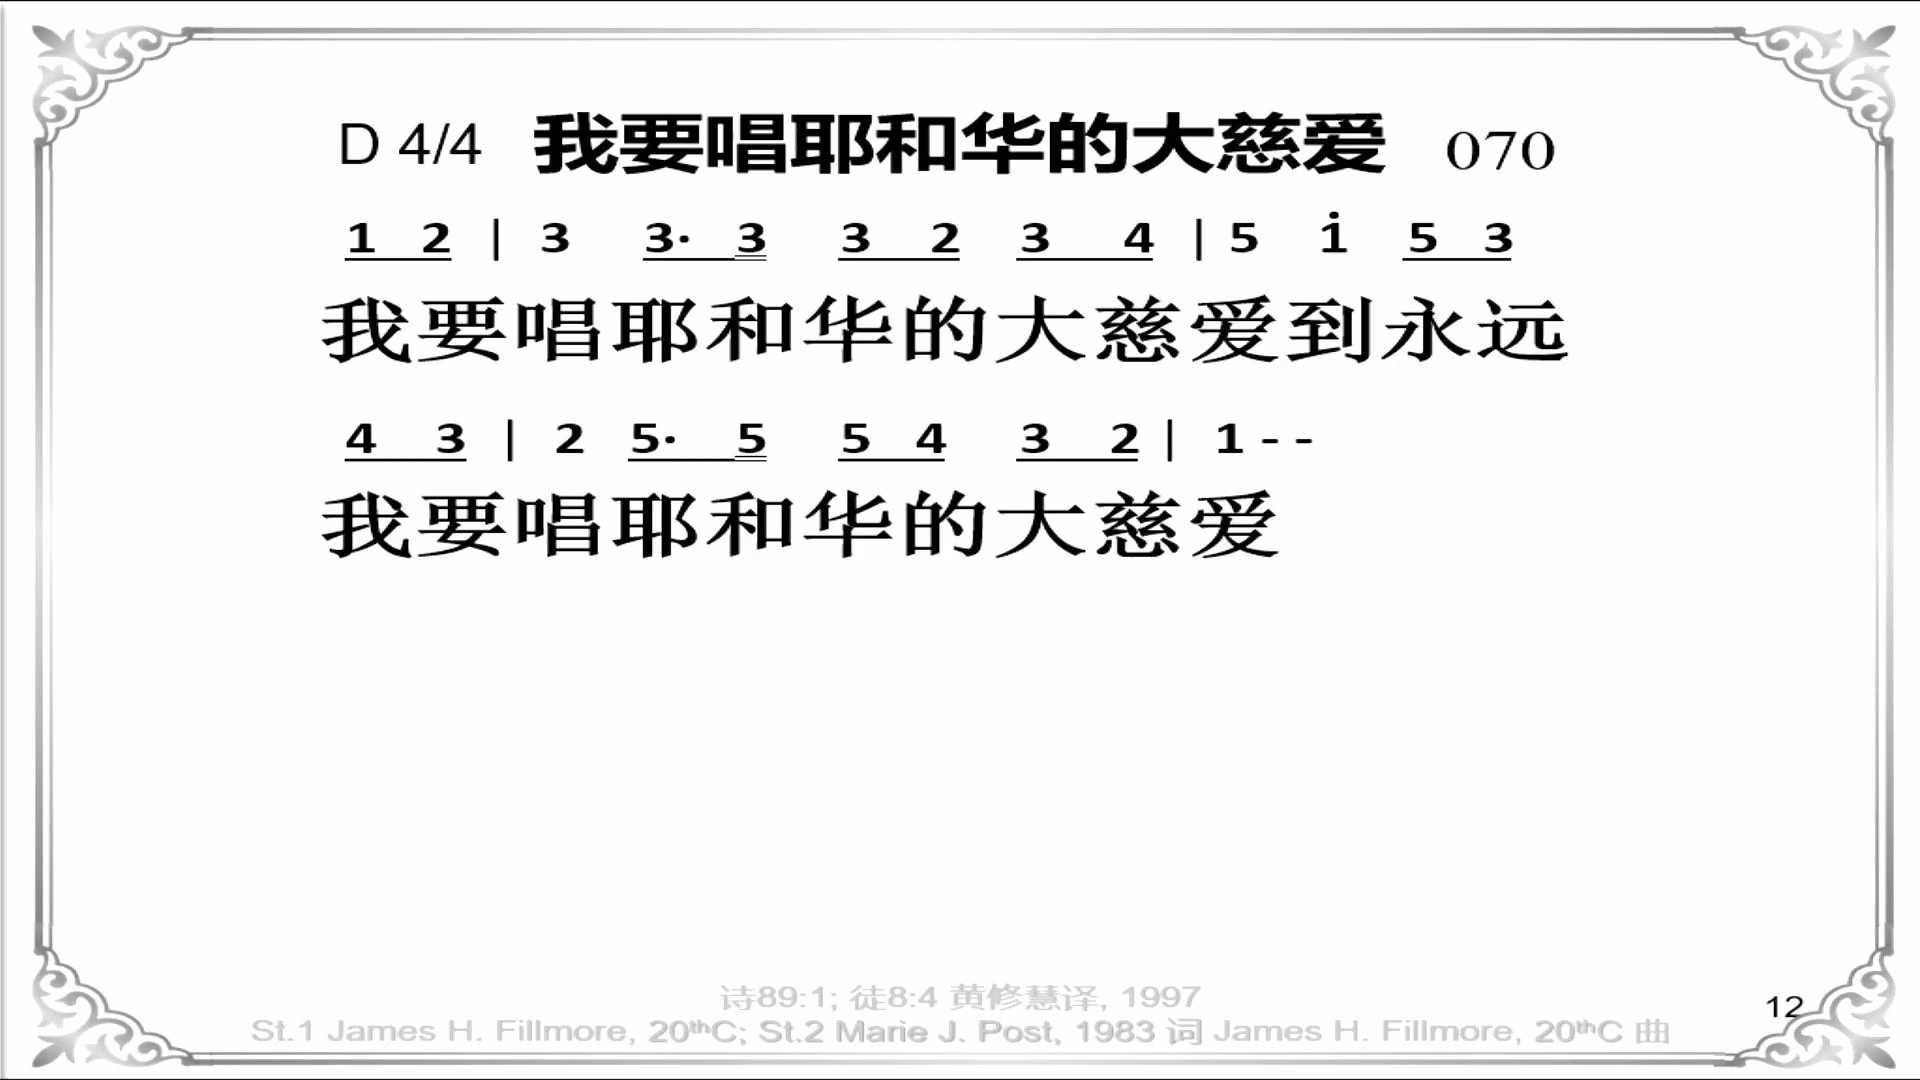 D 4/4 我要唱耶和华的大慈爱 070
1 2 | 3 3· 3 3 2 3 4 | 5 i 5 3
我要唱耶和华的大慈爱到永远
4 3 | 2 5· 5 5 4 3 2 | 1 - -
我要唱耶和华的大慈爱
诗89:1; 徒8:4 黄修慧译, 1997
St.1 James H. Fillmore, 20thC; St.2 Marie J. Post, 1983 词 James H. Fillmore, 20thC 曲
12